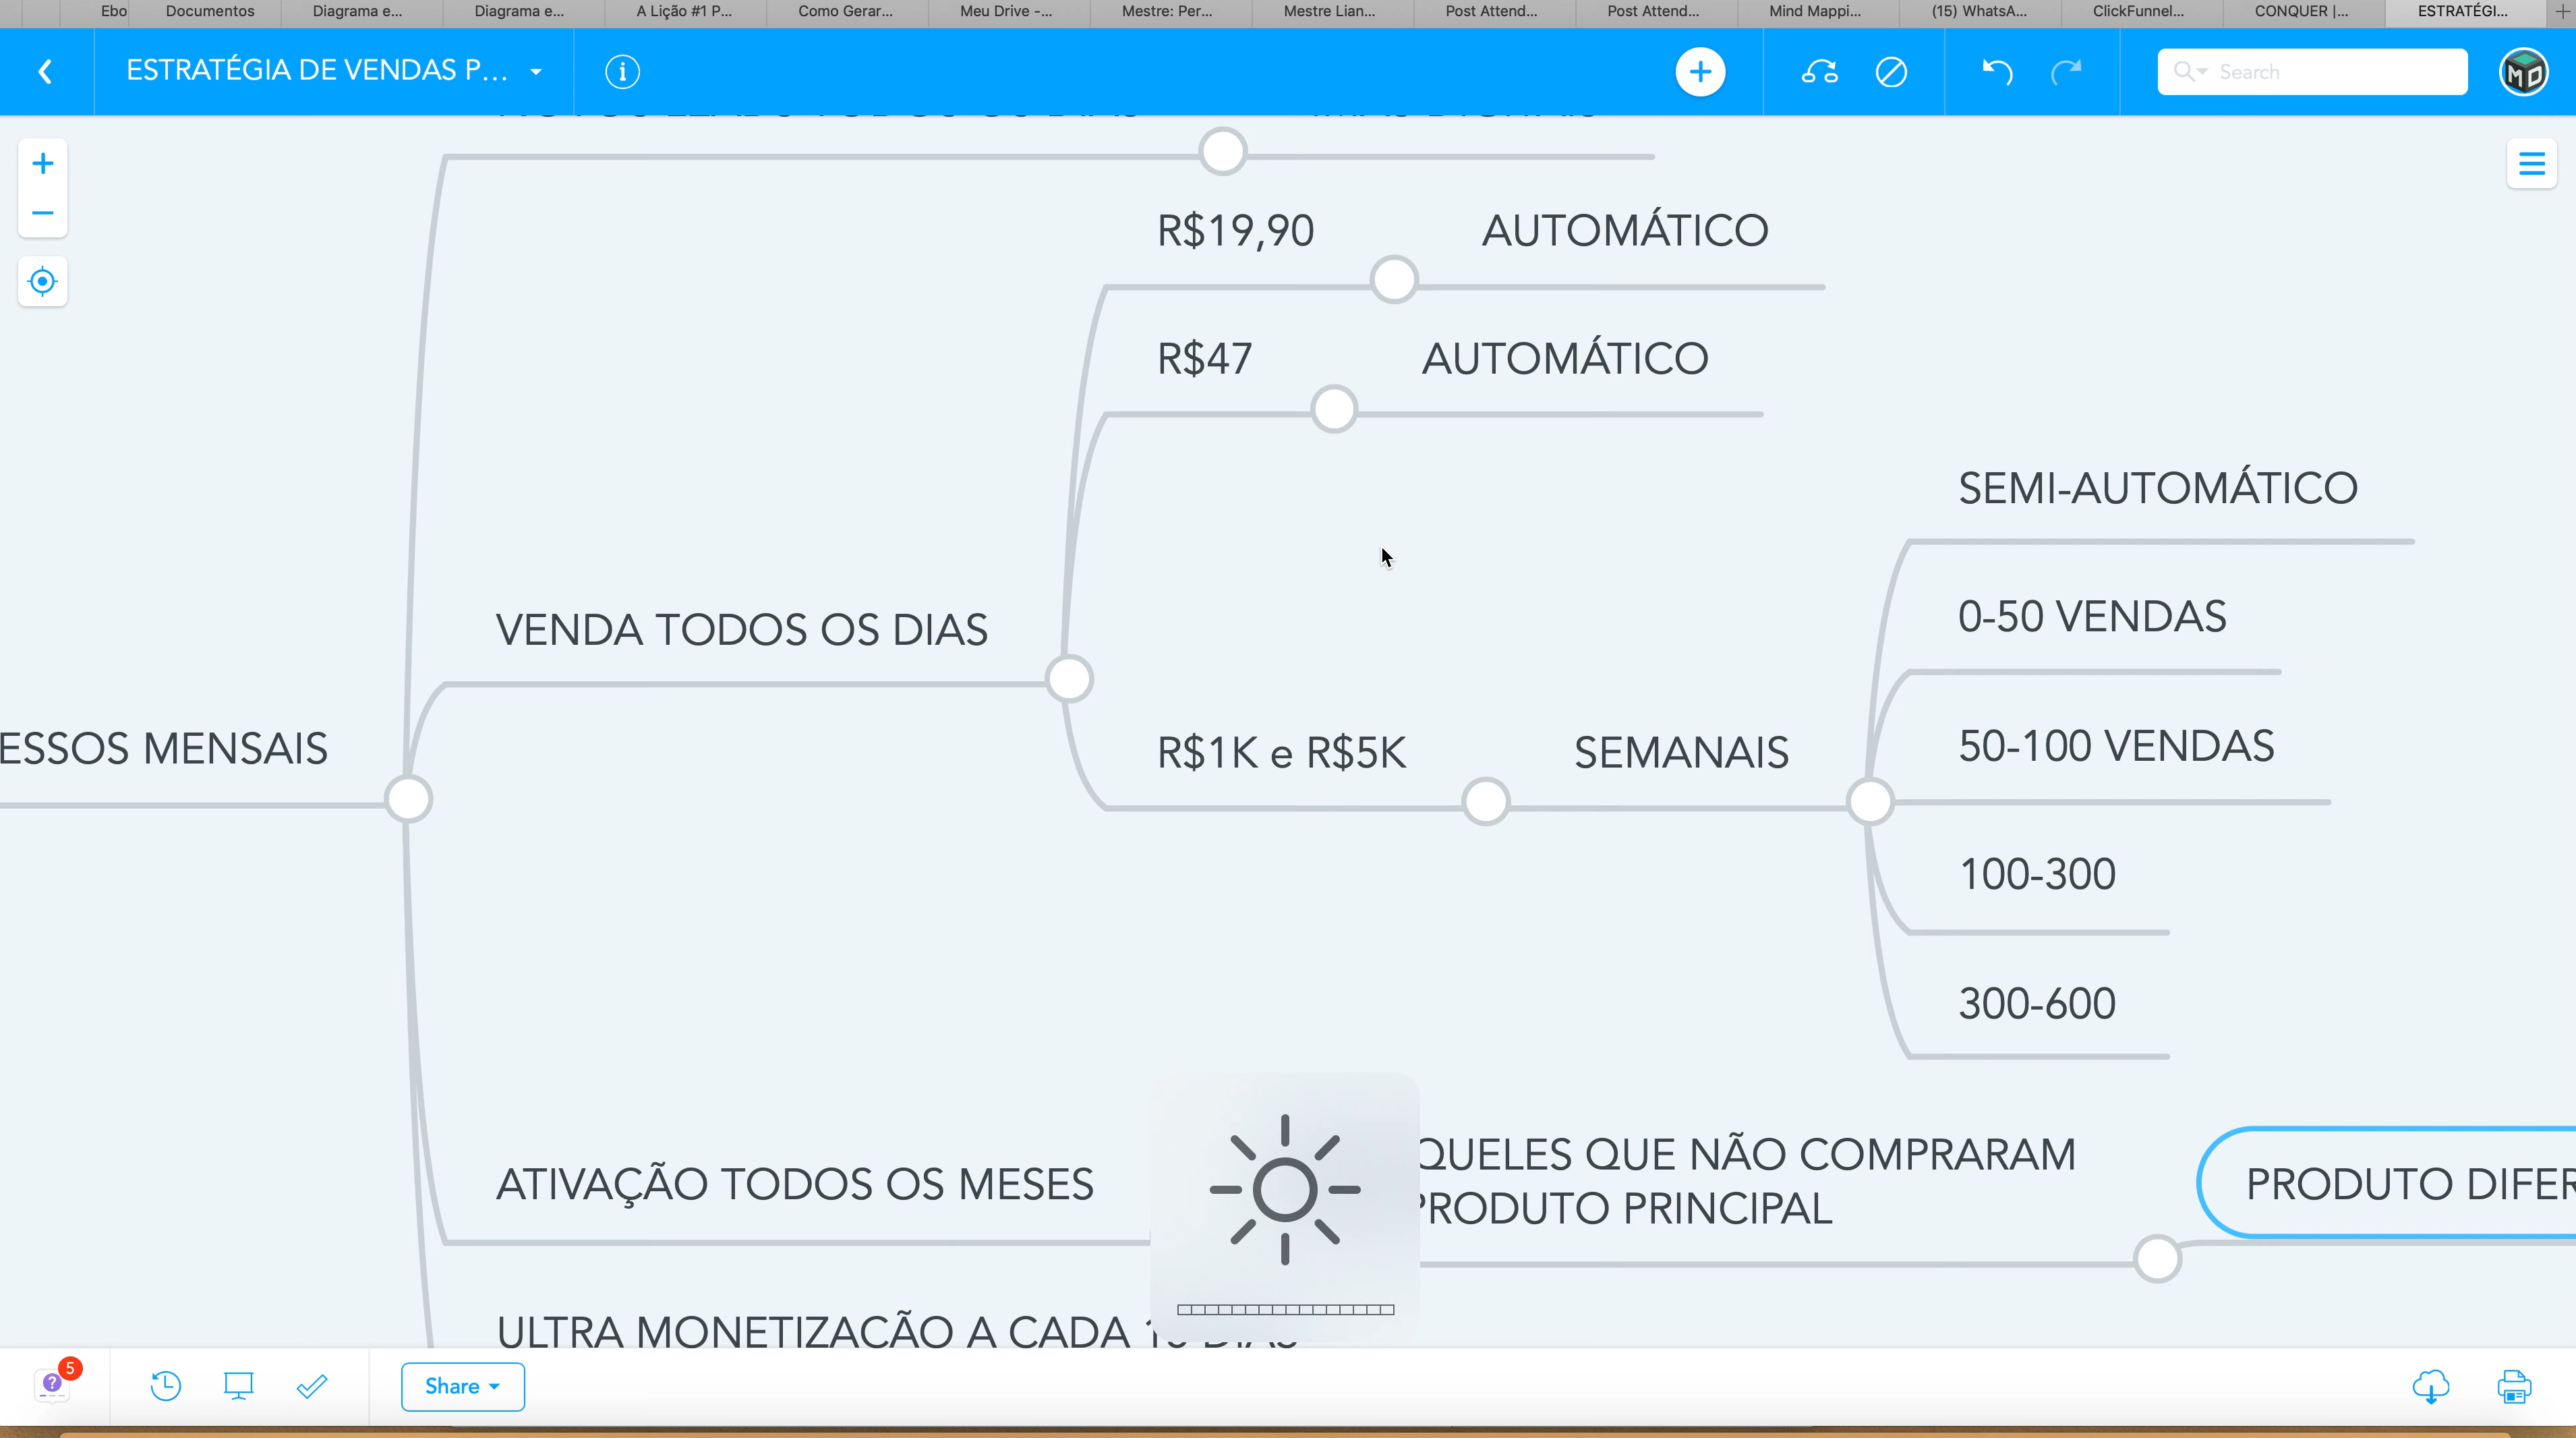 Ebo
Documentos
Diagrama e...
Diagrama e...
A Lição #1 P...
Como Gerar...
Meu Drive -...
Mestre: Per...
Mestre Lian...
Post Attend...
Post Attend...
Mind Mappi...
(15) WhatsA...
ClickFunnel...
CONQUER |...
ESTRATÉGI...
ESTRATÉGIA DE VENDAS P...
Search
R$19,90
AUTOMÁTICO
R$47
AUTOMÁTICO
SEMI-AUTOMÁTICO
0-50 VENDAS
VENDA TODOS OS DIAS
ESSOS MENSAIS
R$1K e R$5K
SEMANAIS
50-100 VENDAS
100-300
300-600
ATIVAÇÃO TODOS OS MESES
QUELES QUE NÃO COMPRARAM
PRODUTO PRINCIPAL
PRODUTO DIFER
ULTRA MONETIZAÇÃO A CADA
5
Share